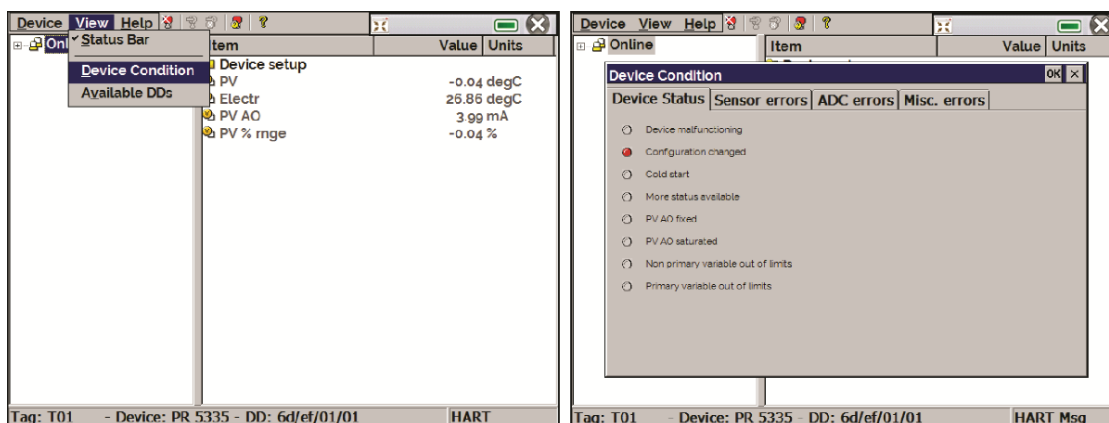 Device View Help
Status Bar
Device Condition
Available DDs
Onl
Item Value Units
Device setup
PV -0.04 degC
Electr 26.86 degC
PV AO 3.99 mA
PV % rnge -0.04 %
Tag: T01 - Device: PR 5335 - DD: 6d/ef/01/01 HART
Device View Help
Online
Item Value Units
Device Condition OK
Device Status Sensor errors ADC errors Misc. errors
Device malfunctioning
Configuration changed
Cold start
More status available
PV AO fixed
PV AO saturated
Non primary variable out of limits
Primary variable out of limits
Tag: T01 - Device: PR 5335 - DD: 6d/ef/01/01 HART Msg